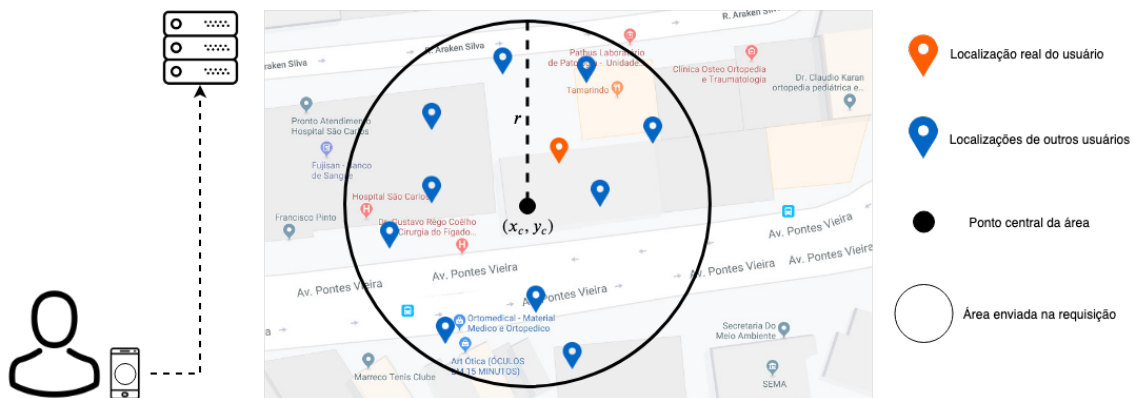 R. Araken Silva
R. Araken Silva
R. Araken Silva
Pathus Laboratório
de Patologia - Unidade...
Clínica Osteo Ortopedia
e Traumatologia
Tamarindo
Dr. Claudio Karan
ortopedia pediátrica e...
Pronto Atendimento
Hospital São Carlos
r
Fujisan - Banco
de Sangue
Hospital São Carlos
Francisco Pinto
Dr. Gustavo Rêgo Coêlho
Cirurgia do Fígado...
(x_c, y_c)
Av. Pontes Vieira
Av. Pontes Vieira
Av. Pontes Vieira
Av. Pontes Vieira
Av. Pontes Vieira
Ortomedical - Material
Medico e Ortopedico
Secretaria Do
Meio Ambiente
Art Ótica (ÓCULOS
EM 15 MINUTOS)
Marreco Tenis Clube
SEMA
Localização real do usuário
Localizações de outros usuários
Ponto central da área
Área enviada na requisição